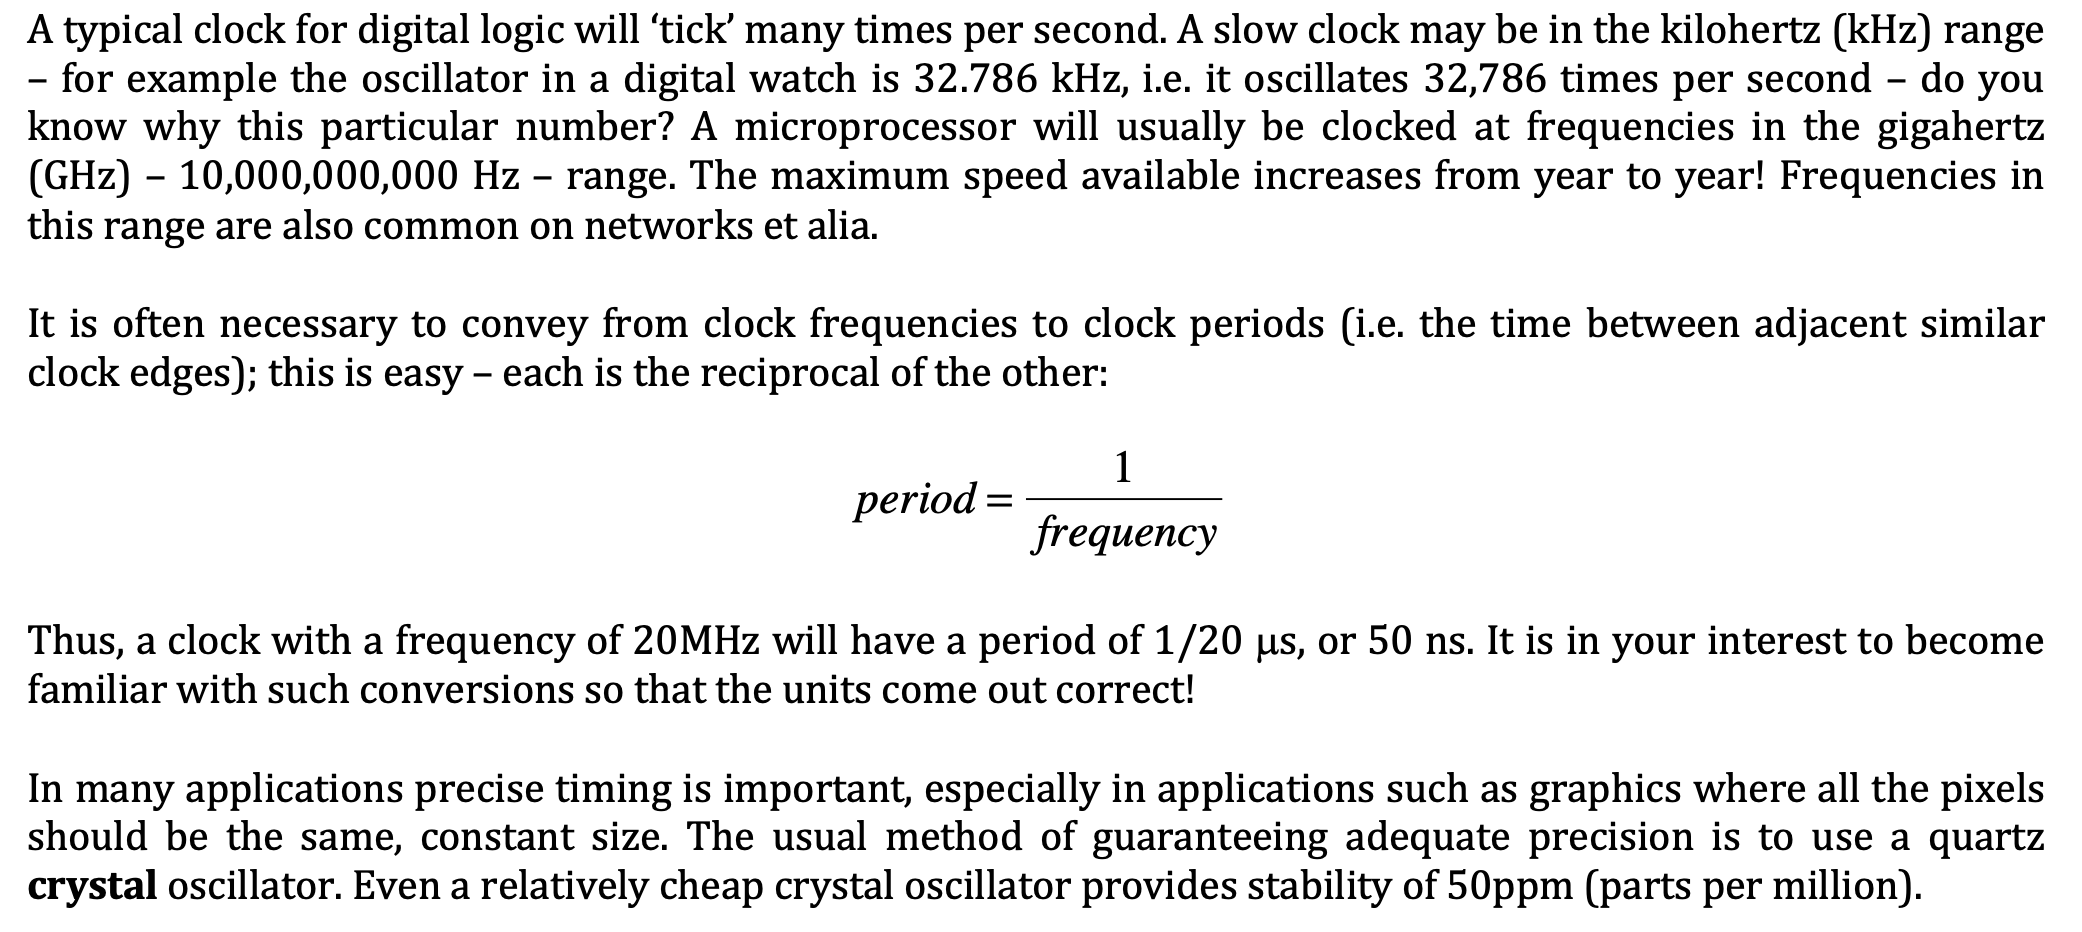 A typical clock for digital logic will ‘tick’ many times per second. A slow clock may be in the kilohertz (kHz) range
– for example the oscillator in a digital watch is 32.786 kHz, i.e. it oscillates 32,786 times per second – do you
know why this particular number? A microprocessor will usually be clocked at frequencies in the gigahertz
(GHz) – 10,000,000,000 Hz – range. The maximum speed available increases from year to year! Frequencies in
this range are also common on networks et alia.
It is often necessary to convey from clock frequencies to clock periods (i.e. the time between adjacent similar
clock edges); this is easy – each is the reciprocal of the other:
period = 1 / frequency
Thus, a clock with a frequency of 20MHz will have a period of 1/20 μs, or 50 ns. It is in your interest to become
familiar with such conversions so that the units come out correct!
In many applications precise timing is important, especially in applications such as graphics where all the pixels
should be the same, constant size. The usual method of guaranteeing adequate precision is to use a quartz
crystal oscillator. Even a relatively cheap crystal oscillator provides stability of 50ppm (parts per million).